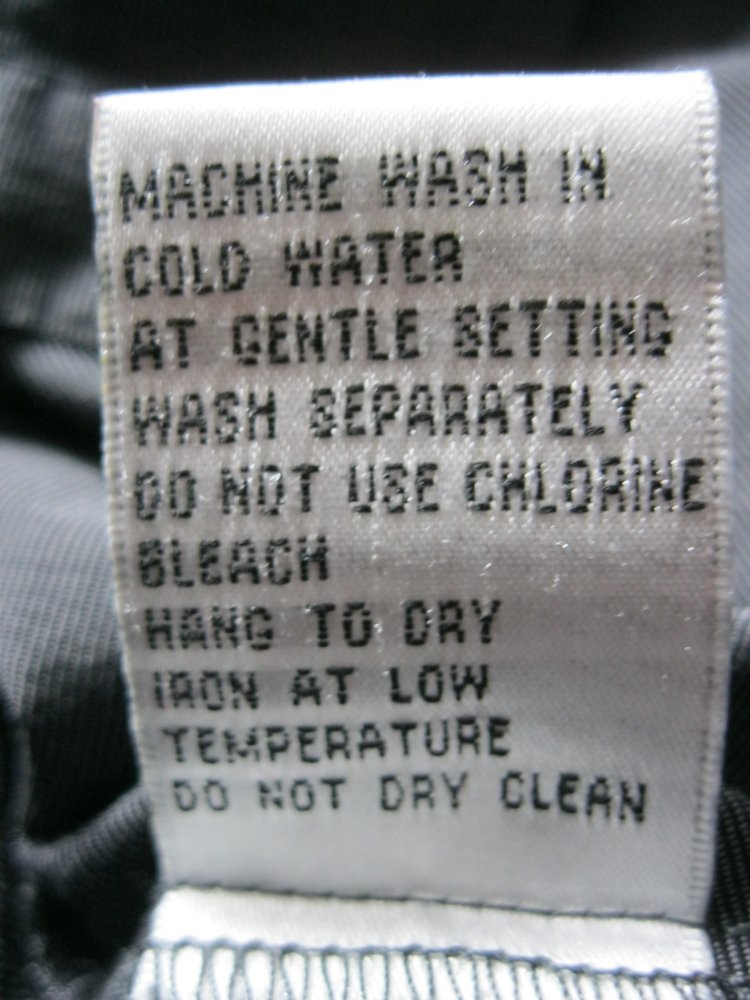 MACHINE WASH IN
COLD WATER
AT GENTLE SETTING
WASH SEPARATELY
DO NOT USE CHLORINE
BLEACH
HANG TO DRY
IRON AT LOW
TEMPERATURE
DO NOT DRY CLEAN